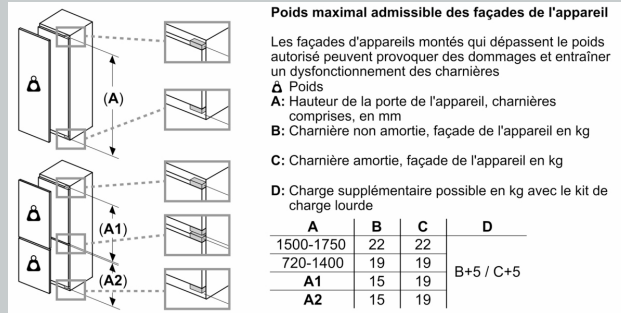 Poids maximal admissible des façades de l'appareil
Les façades d'appareils montés qui dépassent le poids
autorisé peuvent provoquer des dommages et entraîner
un dysfonctionnement des charnières
Poids
A: Hauteur de la porte de l'appareil, charnières
comprises, en mm
B: Charnière non amortie, façade de l'appareil en kg
C: Charnière amortie, façade de l'appareil en kg
D: Charge supplémentaire possible en kg avec le kit de
charge lourde
A B C D
1500-1750 22 22
720-1400 19 19
B+5 / C+5
A1 15 19
A2 15 19
(A)
(A1)
(A2)